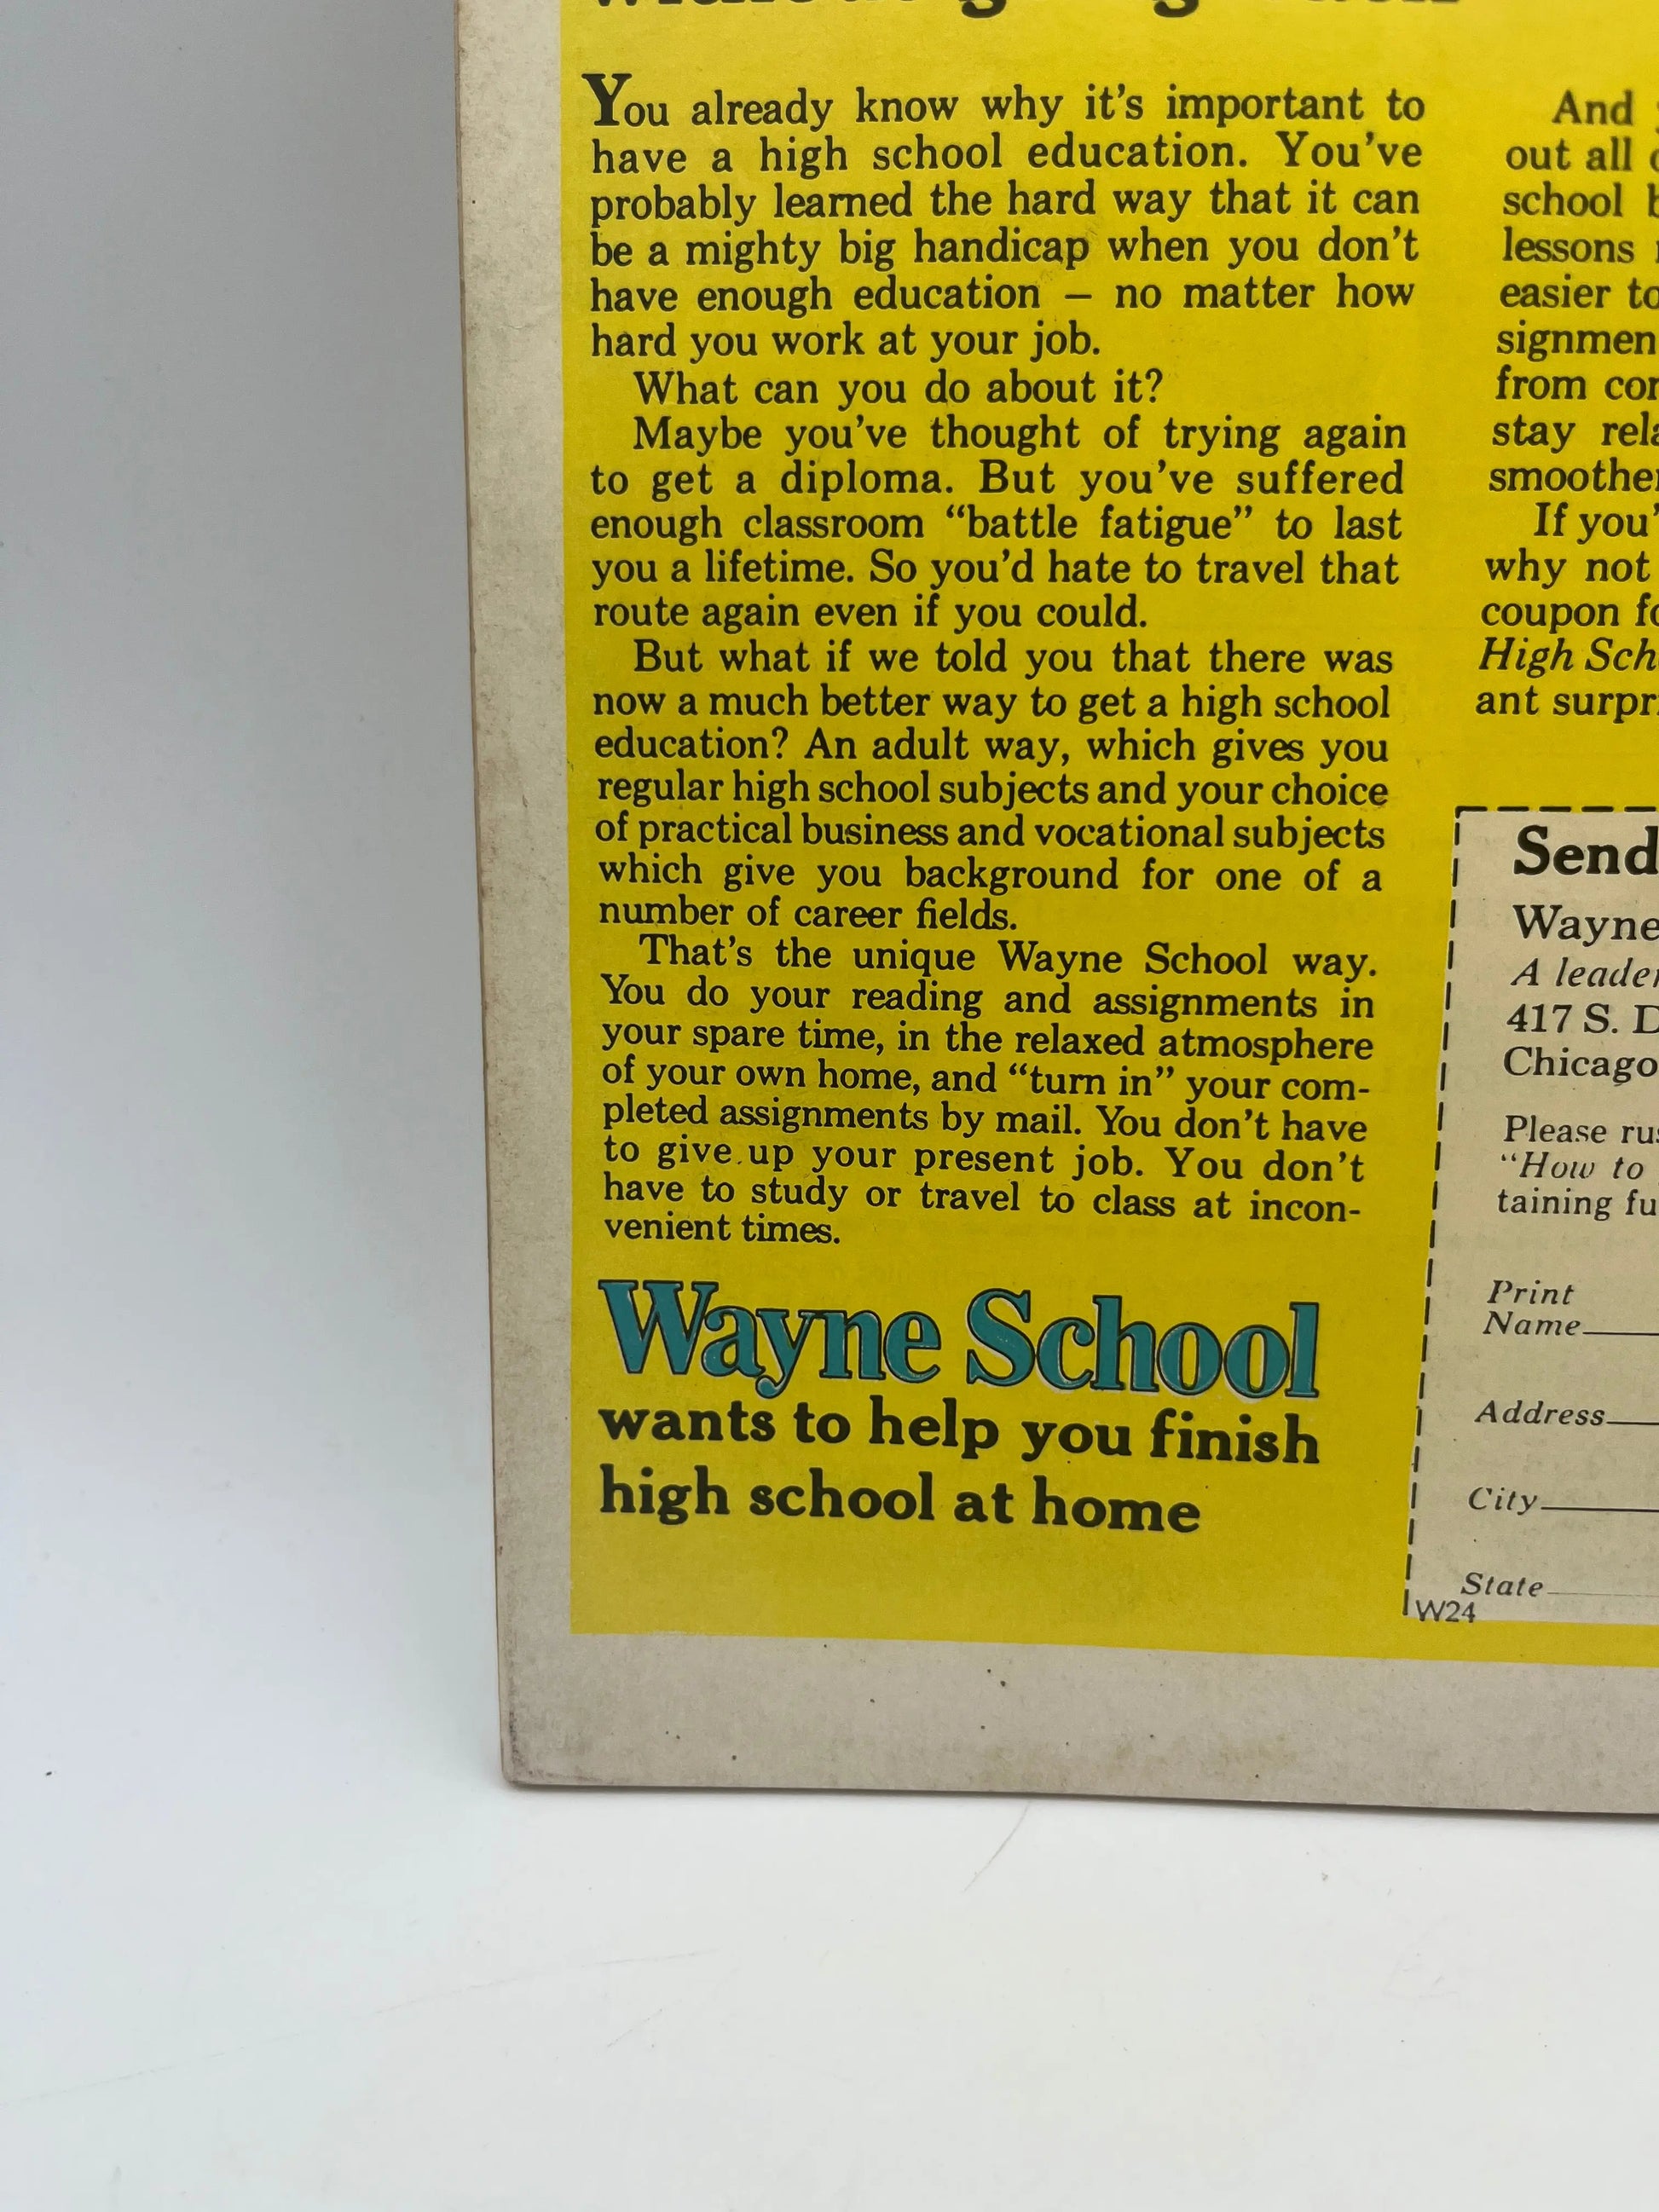 You already know why it's important to
have a high school education. You've
probably learned the hard way that it can
be a mighty big handicap when you don't
have enough education – no matter how
hard you work at your job.
What can you do about it?
Maybe you've thought of trying again
to get a diploma. But you've suffered
enough classroom “battle fatigue” to last
you a lifetime. So you'd hate to travel that
route again even if you could.
But what if we told you that there was
now a much better way to get a high school
education? An adult way, which gives you
regular high school subjects and your choice
of practical business and vocational subjects
which give you background for one of a
number of career fields.
That's the unique Wayne School way.
You do your reading and assignments in
your spare time, in the relaxed atmosphere
of your own home, and “turn in” your com-
pleted assignments by mail. You don't have
to give up your present job. You don't
have to study or travel to class at incon-
venient times.
Wayne School
wants to help you finish
high school at home
And
out all
school
lessons
easier to
signmen
from
stay
smoother
If you'
why not
coupon
High Sch
ant surpr
Send
Wayne
A leader
417 S. D
Chicago
Please rus
“How to
taining fu
Print
Name
Address
City
State
W24